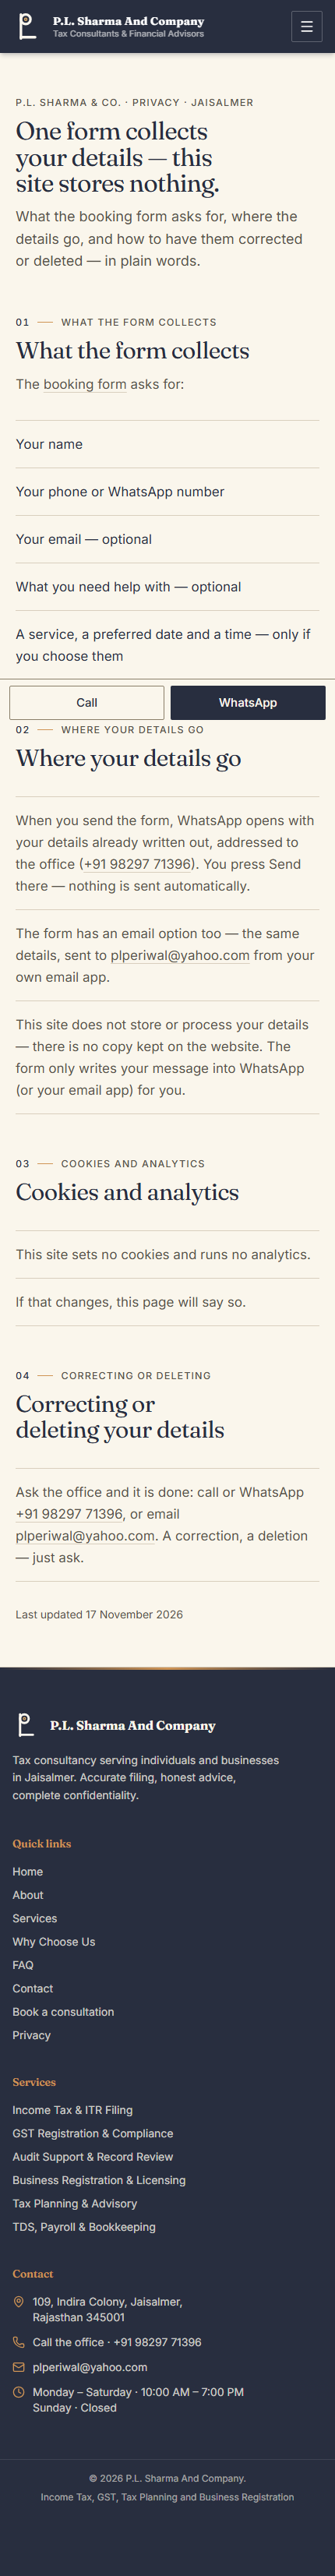 P.L. Sharma And Company
Tax Consultants & Financial Advisors
P.L. SHARMA & CO. · PRIVACY · JAISALMER
One form collects
your details — this
site stores nothing.
What the booking form asks for, where the
details go, and how to have them corrected
or deleted — in plain words.
01 — WHAT THE FORM COLLECTS
What the form collects
The booking form asks for:
Your name
Your phone or WhatsApp number
Your email — optional
What you need help with — optional
A service, a preferred date and a time — only if
you choose them
Call
WhatsApp
02 — WHERE YOUR DETAILS GO
Where your details go
When you send the form, WhatsApp opens with
your details already written out, addressed to
the office (+91 98297 71396). You press Send
there — nothing is sent automatically.
The form has an email option too — the same
details, sent to plperiwal@yahoo.com from your
own email app.
This site does not store or process your details
— there is no copy kept on the website. The
form only writes your message into WhatsApp
(or your email app) for you.
03 — COOKIES AND ANALYTICS
Cookies and analytics
This site sets no cookies and runs no analytics.
If that changes, this page will say so.
04 — CORRECTING OR DELETING
Correcting or
deleting your details
Ask the office and it is done: call or WhatsApp
+91 98297 71396, or email
plperiwal@yahoo.com. A correction, a deletion
— just ask.
Last updated 17 November 2026
P.L. Sharma And Company
Tax consultancy serving individuals and businesses
in Jaisalmer. Accurate filing, honest advice,
complete confidentiality.
Quick links
Home
About
Services
Why Choose Us
FAQ
Contact
Book a consultation
Privacy
Services
Income Tax & ITR Filing
GST Registration & Compliance
Audit Support & Record Review
Business Registration & Licensing
Tax Planning & Advisory
TDS, Payroll & Bookkeeping
Contact
109, Indira Colony, Jaisalmer,
Rajasthan 345001
Call the office · +91 98297 71396
plperiwal@yahoo.com
Monday – Saturday · 10:00 AM – 7:00 PM
Sunday · Closed
© 2026 P.L. Sharma And Company.
Income Tax, GST, Tax Planning and Business Registration